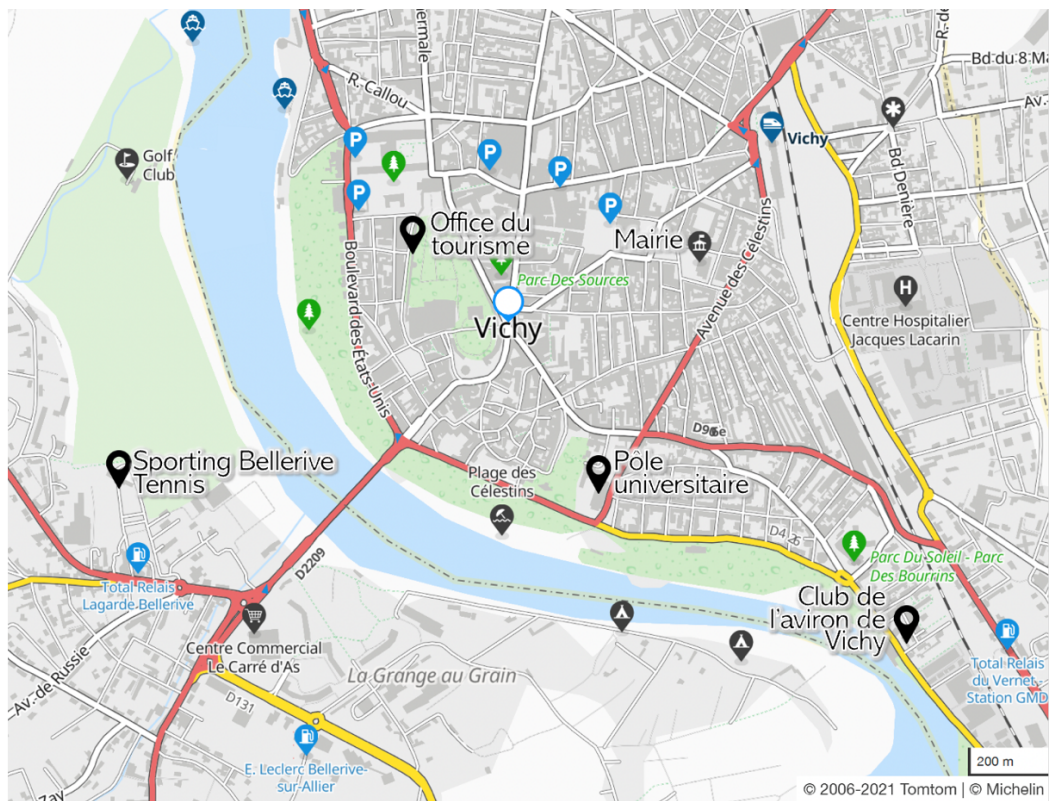 hermale
R. Callou
R. de
Bd du 8 Ma
Av.
Vichy
Bd Denière
Golf
Club
Office du
tourisme
Mairie
Parc Des Sources
Vichy
Boulevard des États-Unis
Avenue des Célestins
Centre Hospitalier
Jacques Lacarin
Sporting Bellerive
Tennis
Plage des
Célestins
Pôle
universitaire
Parc Du Soleil - Parc
Des Bourrins
D2209
Total Relais
Lagarde Bellerive
Club de
l'aviron de
Vichy
Centre Commercial
Le Carré d'As
La Grange au Grain
Av. de Russie
D131
Total Relais
du Vernet
Station GMD
E. Leclerc Bellerive-
sur-Allier
Zay
200 m
© 2006-2021 Tomtom | © Michelin